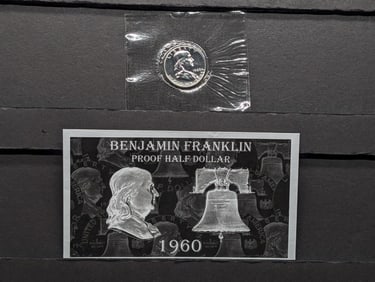 BENJAMIN FRANKLIN
PROOF HALF DOLLAR
1960